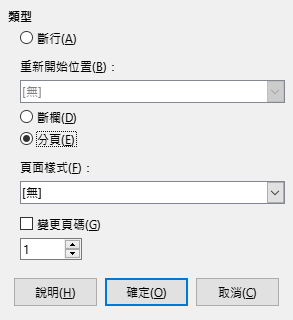 類型
斷行(A)
重新開始位置(B)：
[無]
斷欄(D)
分頁(E)
頁面樣式(F)：
[無]
變更頁碼(G)
1
說明(H) 確定(O) 取消(C)